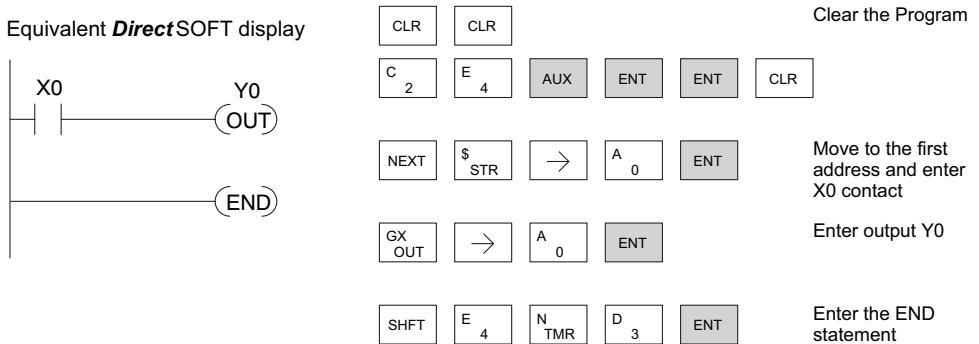 Equivalent DirectSOFT display
X0 Y0
OUT
END
CLR CLR
Clear the Program
C 2 E 4 AUX ENT ENT CLR
NEXT $ STR → A 0 ENT
Move to the first
address and enter
X0 contact
GX OUT → A 0 ENT
Enter output Y0
SHFT E 4 N TMR D 3 ENT
Enter the END
statement